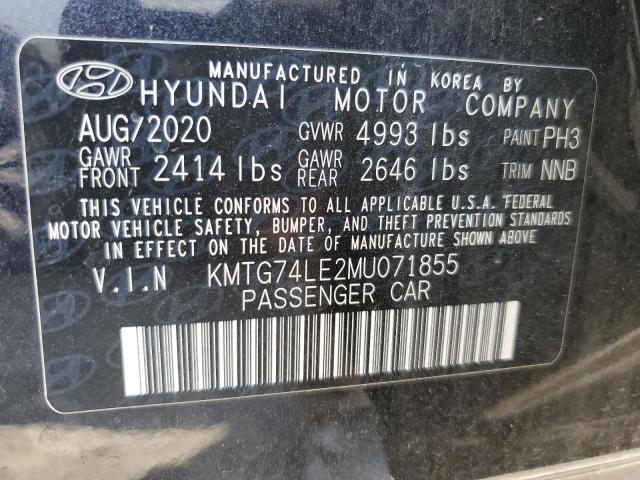 MANUFACTURED IN KOREA BY
HYUNDAI MOTOR COMPANY
AUG/2020 GVWR 4993 lbs PAINT PH3
GAWR FRONT 2414 lbs GAWR REAR 2646 lbs TRIM NNB
THIS VEHICLE CONFORMS TO ALL APPLICABLE U.S.A. FEDERAL
MOTOR VEHICLE SAFETY, BUMPER, AND THEFT PREVENTION STANDARDS
IN EFFECT ON THE DATE OF MANUFACTURE SHOWN ABOVE.
V.I.N KMTG74LE2MU071855
PASSENGER CAR